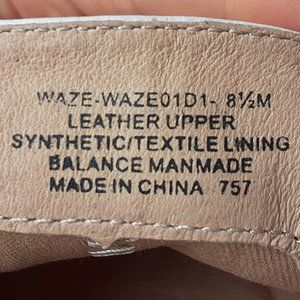 WAZE-WAZE01D1- 8½M
LEATHER UPPER
SYNTHETIC/TEXTILE LINING
BALANCE MANMADE
MADE IN CHINA 757